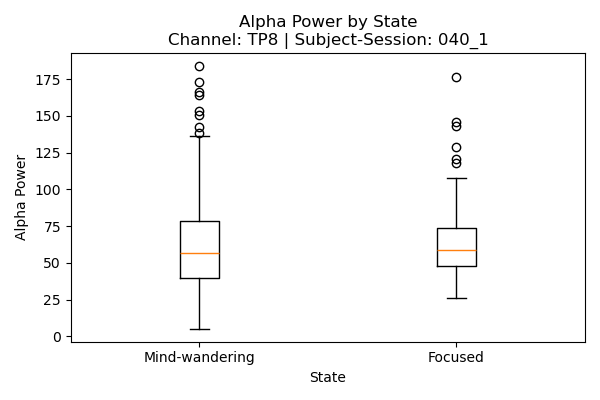 Alpha Power by State
Channel: TP8 | Subject-Session: 040_1
Alpha Power
175
150
125
100
75
50
25
0
Mind-wandering
Focused
State